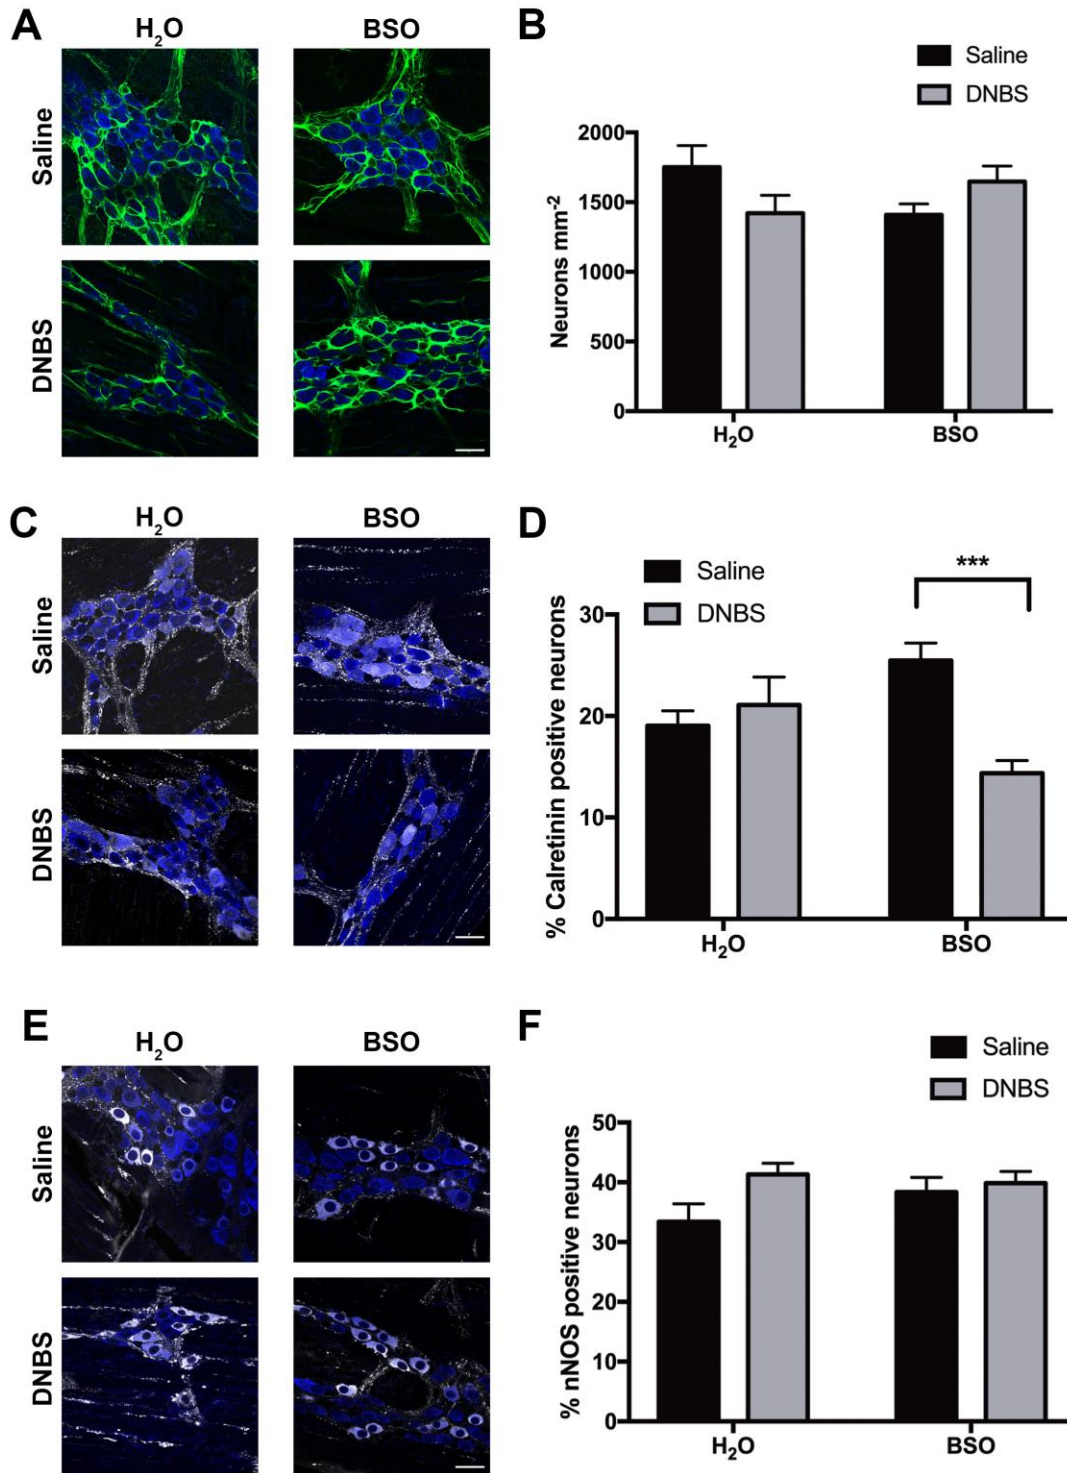 A
H₂O
BSO
Saline
DNBS
B
Saline
DNBS
Neurons mm⁻²
2000
1500
1000
500
0
H₂O
BSO
C
H₂O
BSO
Saline
DNBS
D
Saline
DNBS
***
% Calretinin positive neurons
30
20
10
0
H₂O
BSO
E
H₂O
BSO
Saline
DNBS
F
Saline
DNBS
% nNOS positive neurons
50
40
30
20
10
0
H₂O
BSO